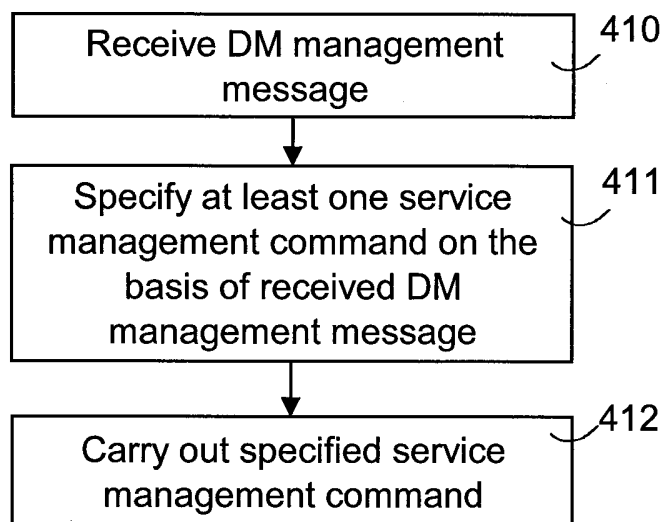 Receive DM management
message
410
Specify at least one service
management command on the
basis of received DM
management message
411
Carry out specified service
management command
412